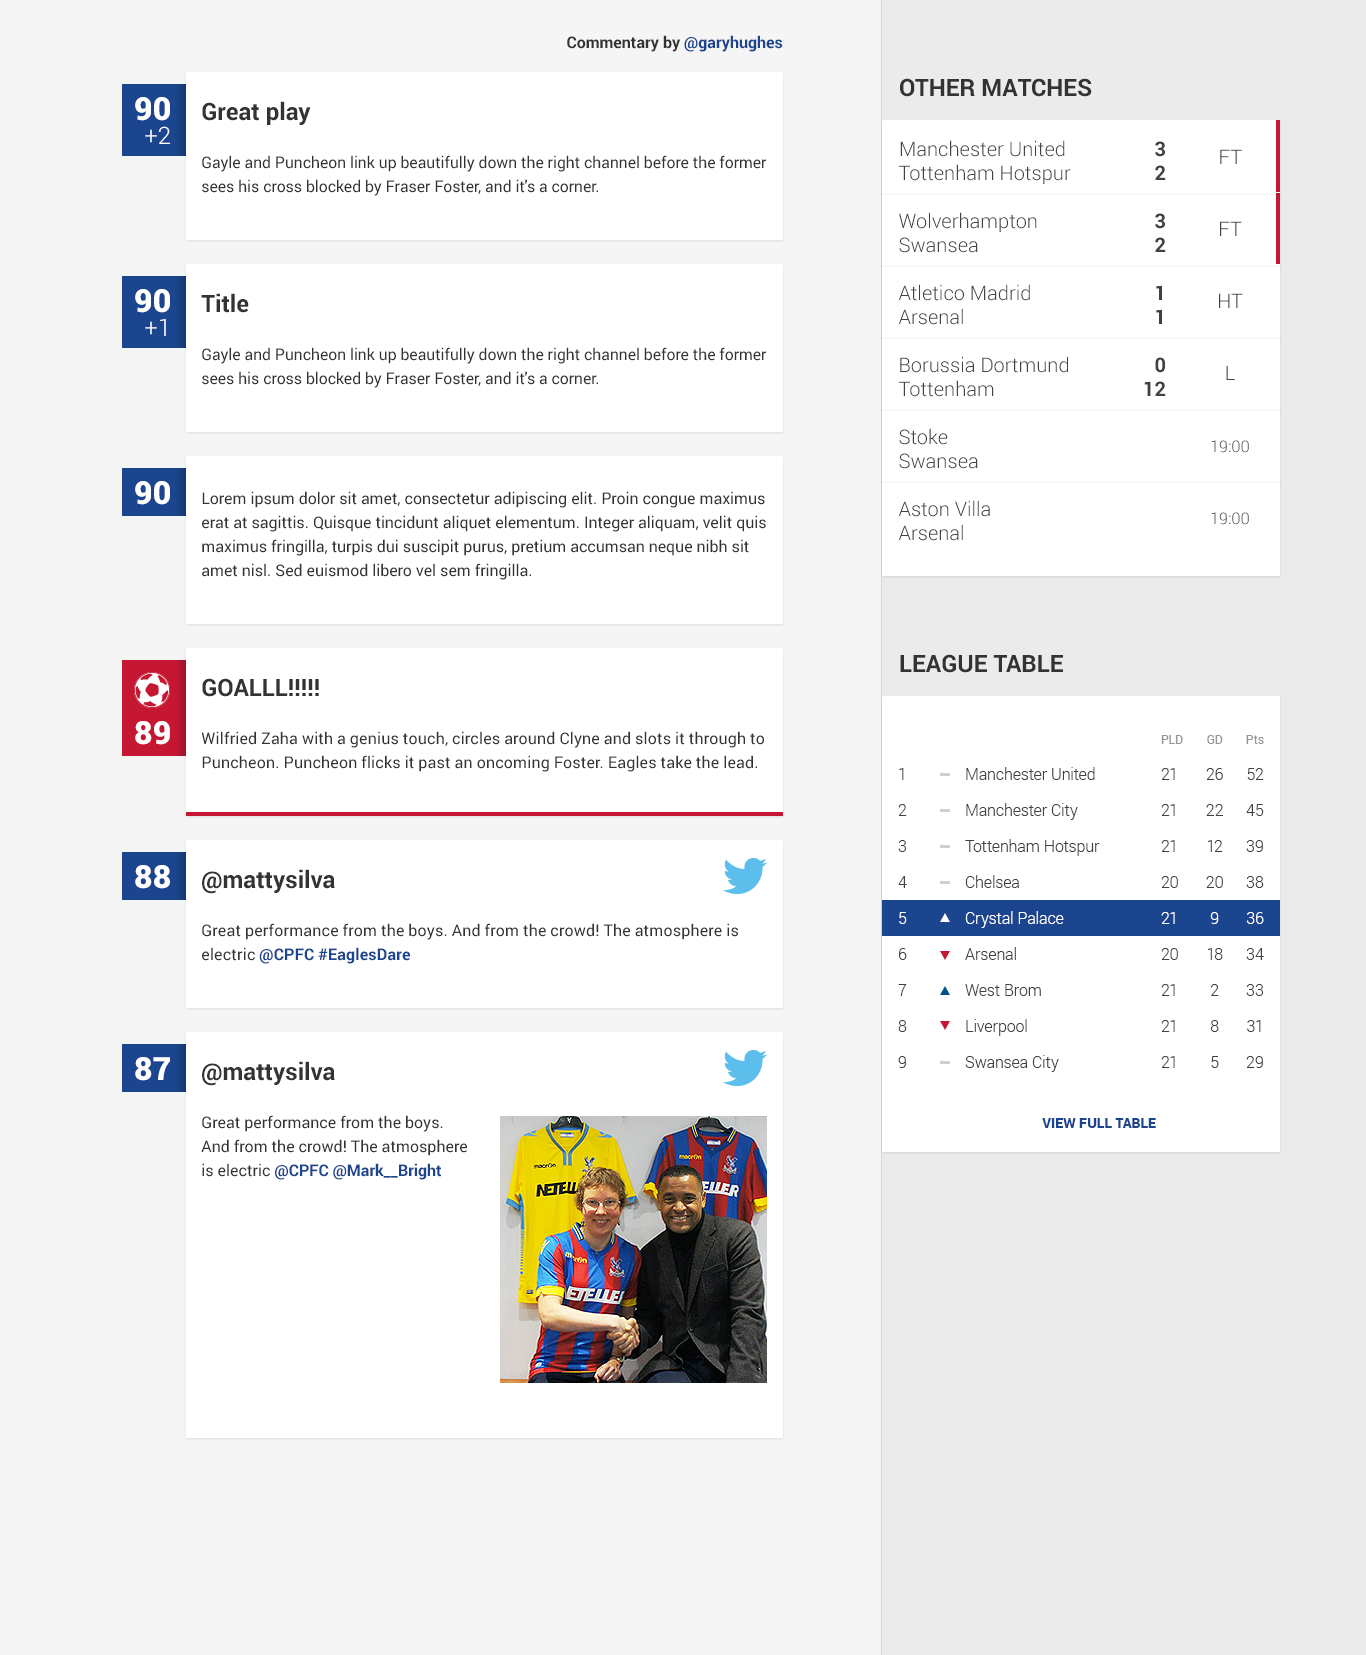 Commentary by @garyhughes
90
+2
Great play
Gayle and Puncheon link up beautifully down the right channel before the former
sees his cross blocked by Fraser Foster, and it's a corner.
90
+1
Title
Gayle and Puncheon link up beautifully down the right channel before the former
sees his cross blocked by Fraser Foster, and it's a corner.
90
Lorem ipsum dolor sit amet, consectetur adipiscing elit. Proin congue maximus
erat at sagittis. Quisque tincidunt aliquet elementum. Integer aliquam, velit quis
maximus fringilla, turpis dui suscipit purus, pretium accumsan neque nibh sit
amet nisl. Sed euismod libero vel sem fringilla.
89
GOALLL!!!!!
Wilfried Zaha with a genius touch, circles around Clyne and slots it through to
Puncheon. Puncheon flicks it past an oncoming Foster. Eagles take the lead.
88
@mattysilva
Great performance from the boys. And from the crowd! The atmosphere is
electric @CPFC #EaglesDare
87
@mattysilva
Great performance from the boys.
And from the crowd! The atmosphere
is electric @CPFC @Mark__Bright
macron
macron
NETELL
LLER
macron
ETELLER
OTHER MATCHES
Manchester United 3 FT
Tottenham Hotspur 2
Wolverhampton 3 FT
Swansea 2
Atletico Madrid 1 HT
Arsenal 1
Borussia Dortmund 0 L
Tottenham 12
Stoke 19:00
Swansea
Aston Villa 19:00
Arsenal
LEAGUE TABLE
PLD GD Pts
1 Manchester United 21 26 52
2 Manchester City 21 22 45
3 Tottenham Hotspur 21 12 39
4 Chelsea 20 20 38
5 Crystal Palace 21 9 36
6 Arsenal 20 18 34
7 West Brom 21 2 33
8 Liverpool 21 8 31
9 Swansea City 21 5 29
VIEW FULL TABLE